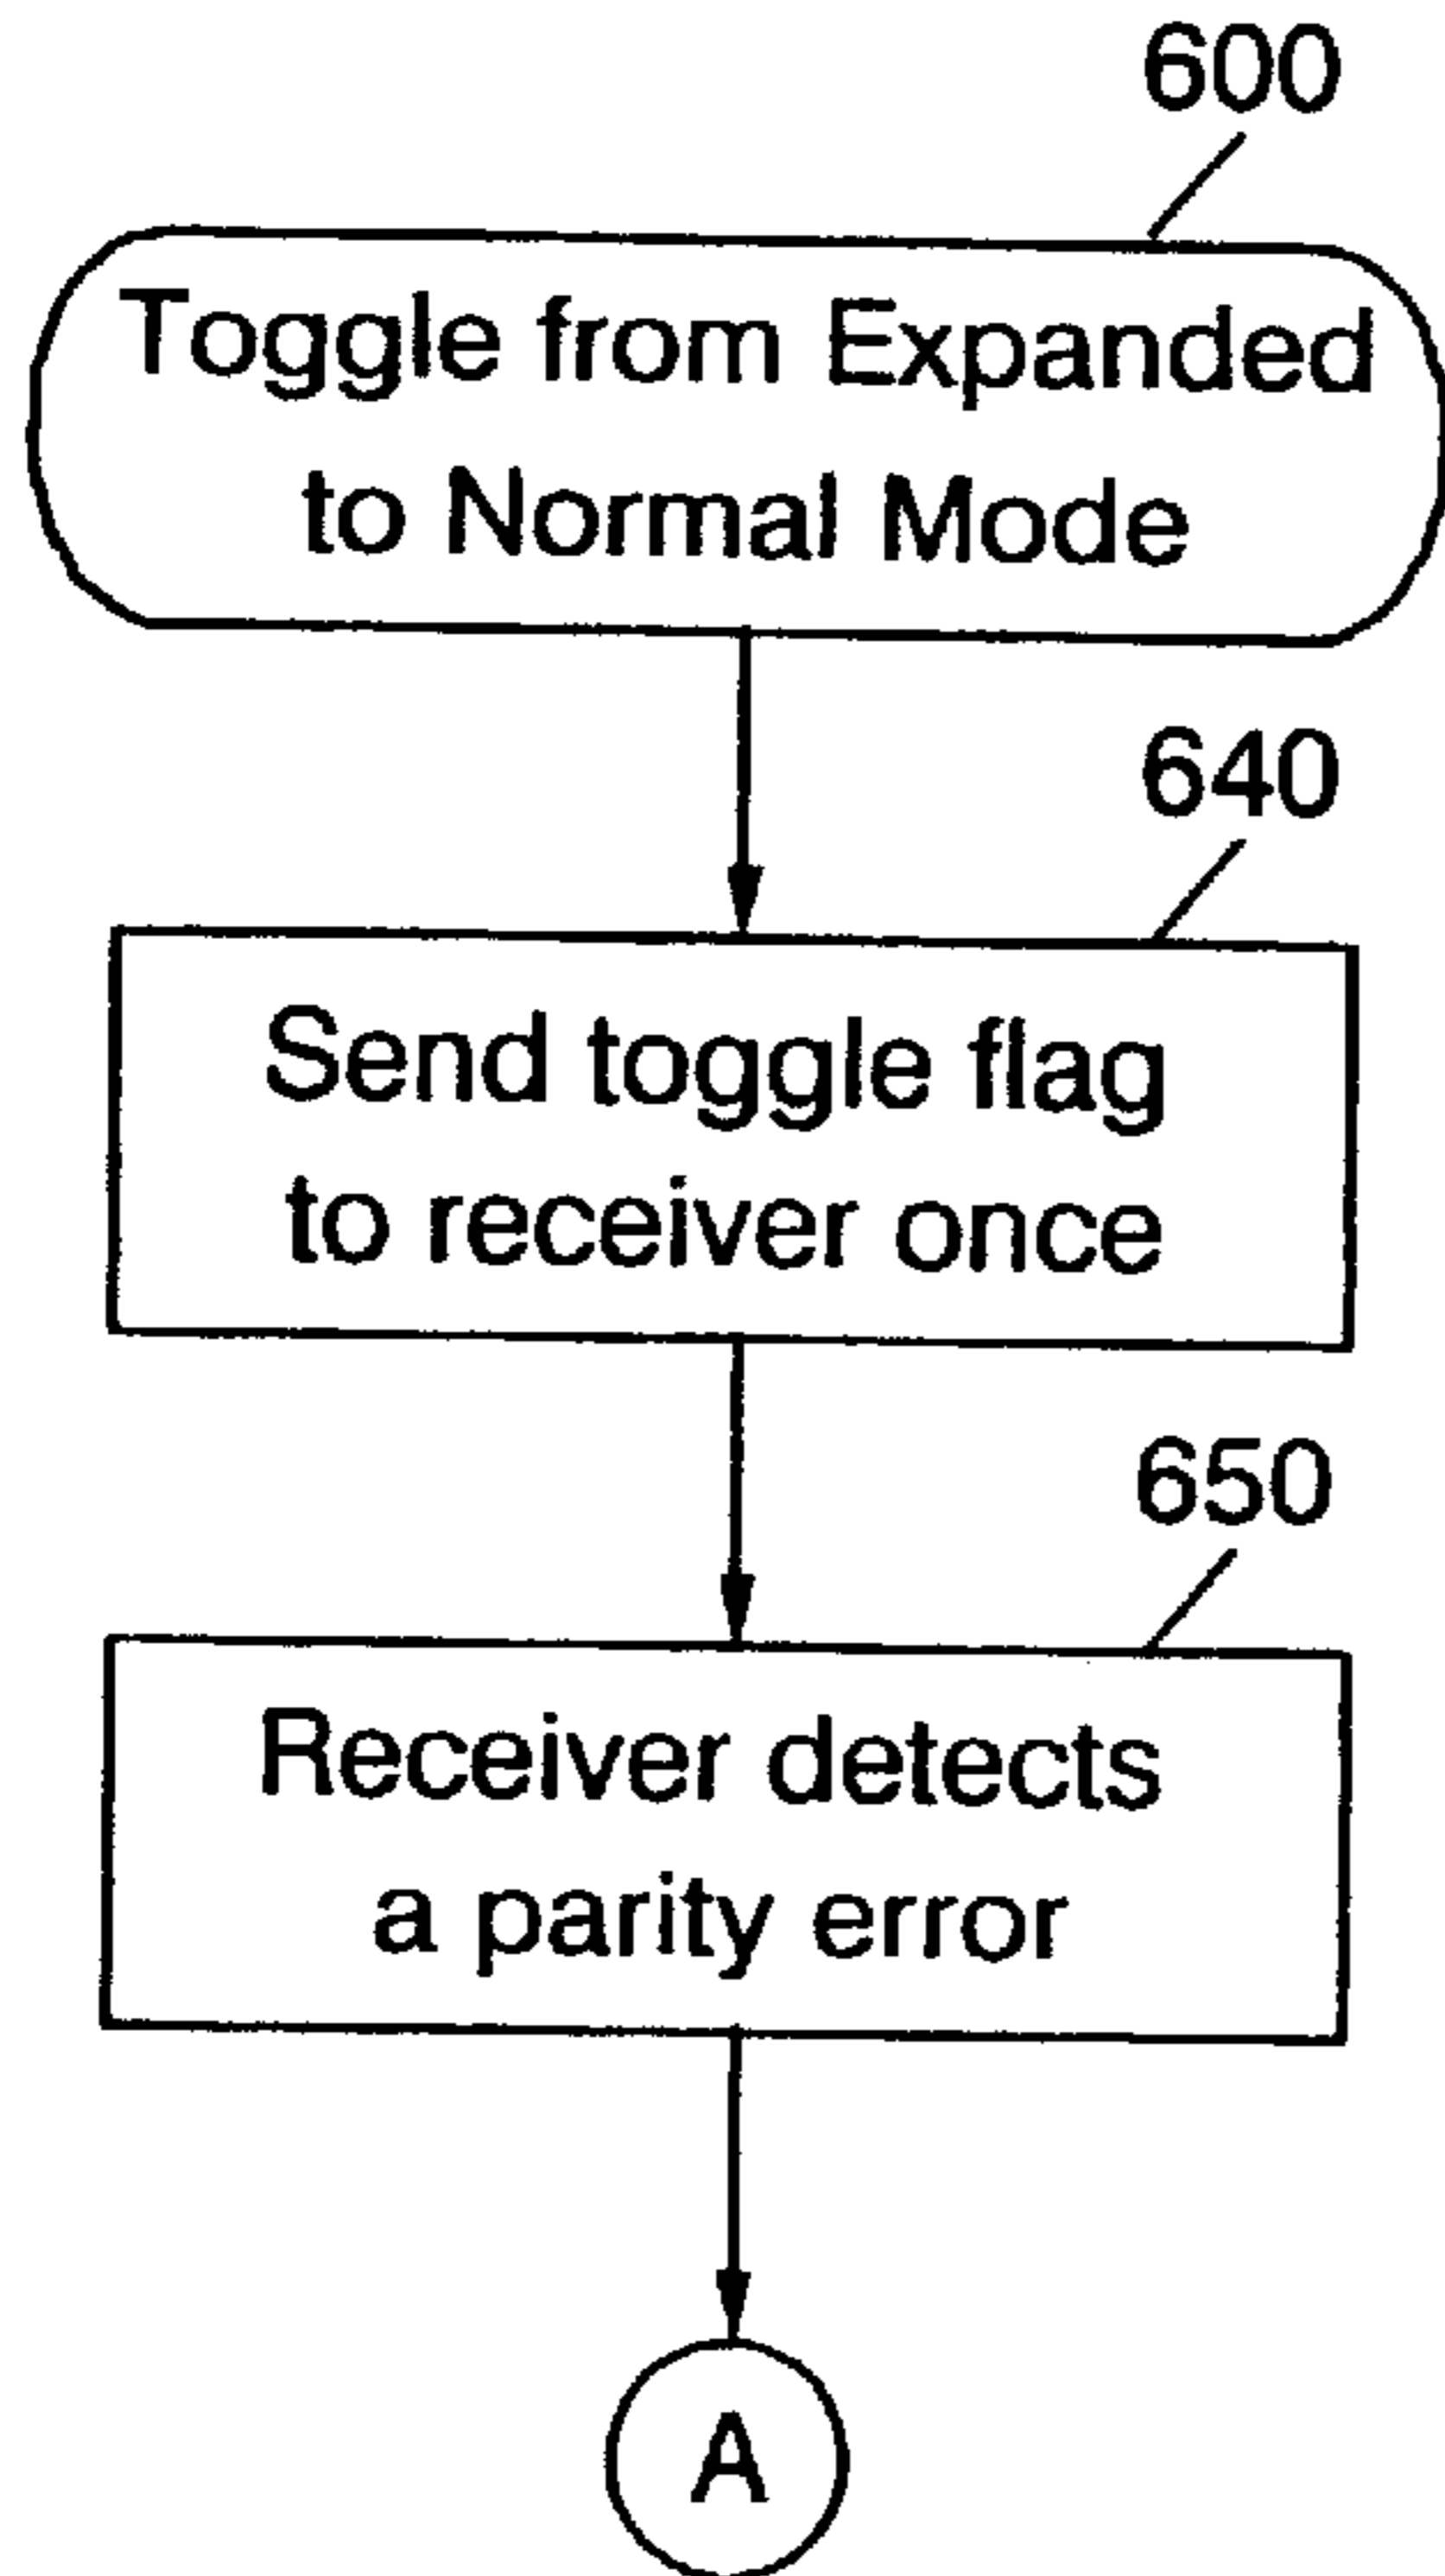 600
Toggle from Expanded
to Normal Mode
640
Send toggle flag
to receiver once
650
Receiver detects
a parity error
A